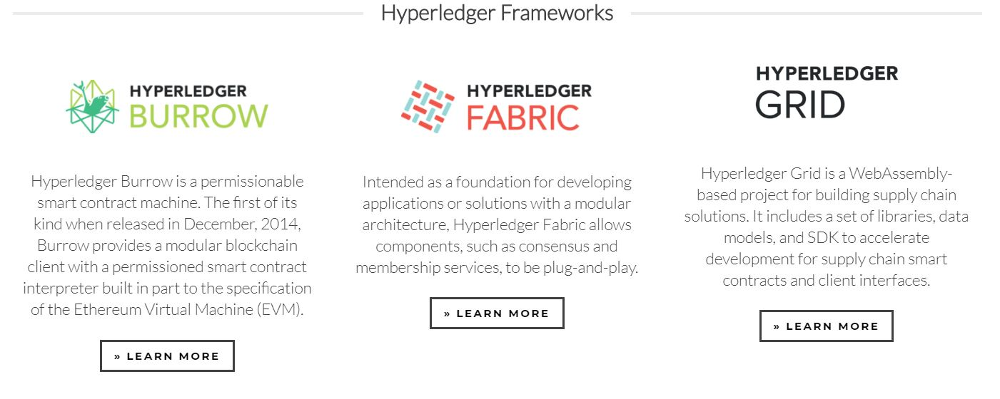 Hyperledger Frameworks
HYPERLEDGER
BURROW
Hyperledger Burrow is a permissionable
smart contract machine. The first of its
kind when released in December, 2014,
Burrow provides a modular blockchain
client with a permissioned smart contract
interpreter built in part to the specification
of the Ethereum Virtual Machine (EVM).
» LEARN MORE
HYPERLEDGER
FABRIC
Intended as a foundation for developing
applications or solutions with a modular
architecture, Hyperledger Fabric allows
components, such as consensus and
membership services, to be plug-and-play.
» LEARN MORE
HYPERLEDGER
GRID
Hyperledger Grid is a WebAssembly-
based project for building supply chain
solutions. It includes a set of libraries, data
models, and SDK to accelerate
development for supply chain smart
contracts and client interfaces.
» LEARN MORE